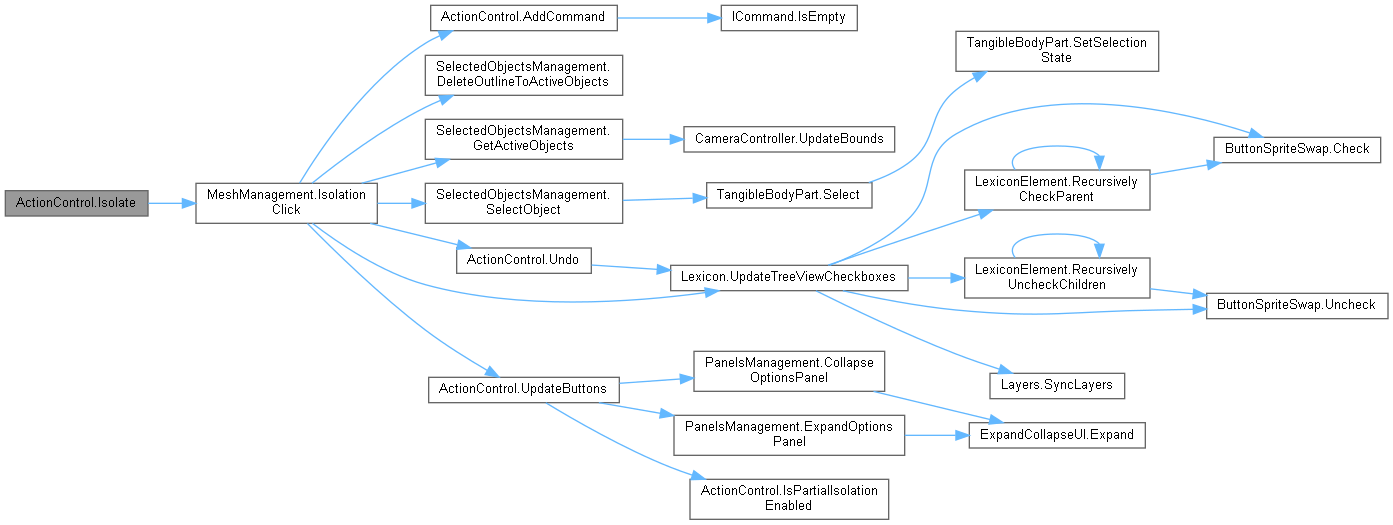 ActionControl.Isolate
MeshManagement.Isolation
Click
ActionControl.AddCommand
ICommand.IsEmpty
SelectedObjectsManagement.
DeleteOutlineToActiveObjects
SelectedObjectsManagement.
GetActiveObjects
CameraController.UpdateBounds
SelectedObjectsManagement.
SelectObject
TangibleBodyPart.Select
TangibleBodyPart.SetSelection
State
ActionControl.Undo
Lexicon.UpdateTreeViewCheckboxes
ButtonSpriteSwap.Check
LexiconElement.Recursively
CheckParent
LexiconElement.Recursively
UncheckChildren
ButtonSpriteSwap.Uncheck
Layers.SyncLayers
ActionControl.UpdateButtons
PanelsManagement.Collapse
OptionsPanel
PanelsManagement.ExpandOptions
Panel
ExpandCollapseUI.Expand
ActionControl.IsPartialIsolation
Enabled